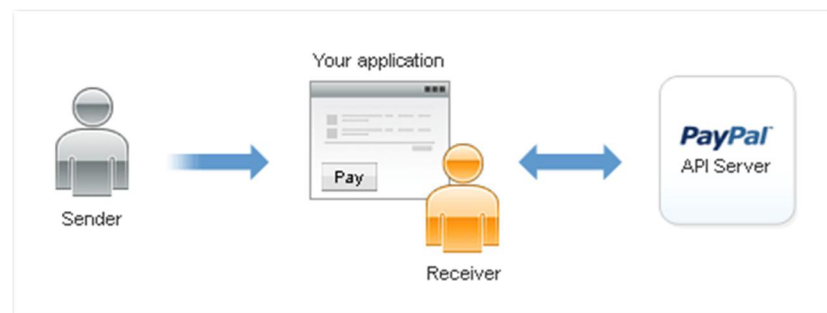 Your application
Pay
PayPal
API Server
Sender
Receiver